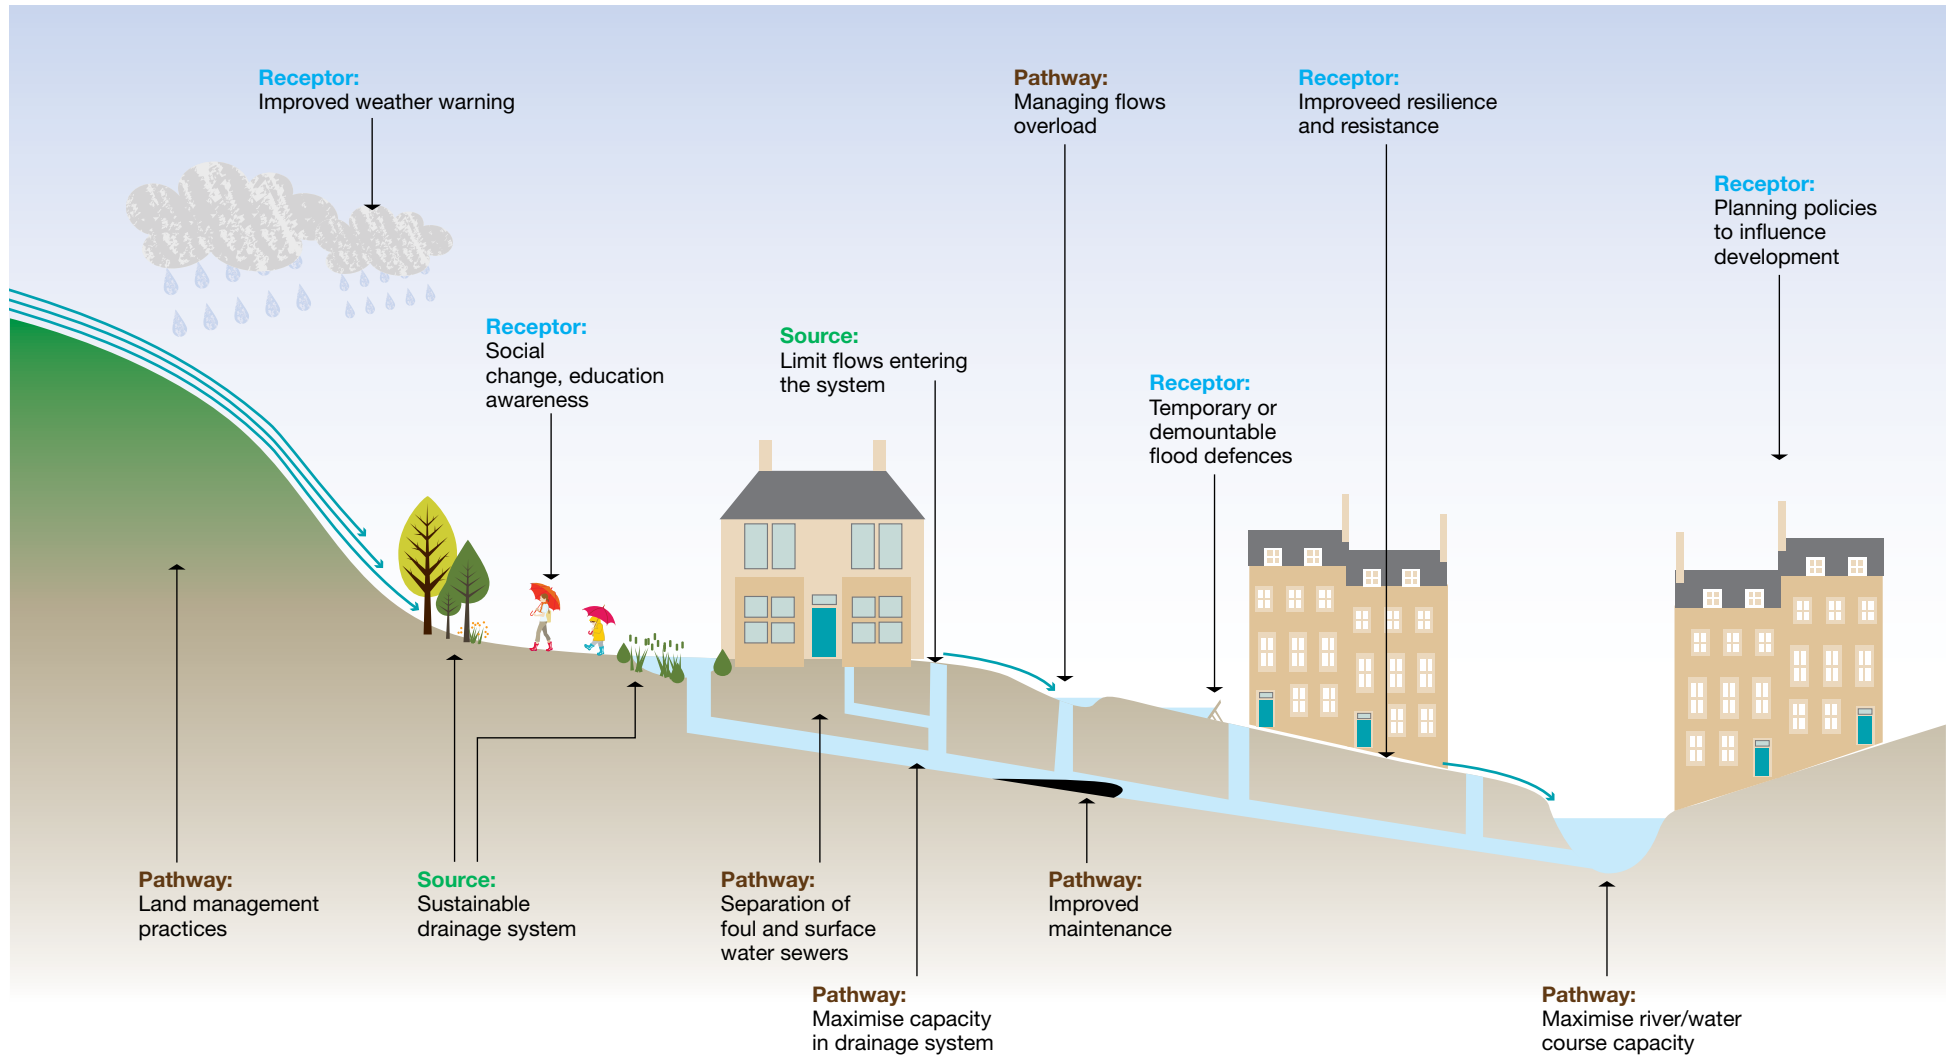 Receptor:
Improved weather warning
Pathway:
Managing flows
overload
Receptor:
Improveed resilience
and resistance
Receptor:
Planning policies
to influence
development
Receptor:
Social
change, education
awareness
Source:
Limit flows entering
the system
Receptor:
Temporary or
demountable
flood defences
Pathway:
Land management
practices
Source:
Sustainable
drainage system
Pathway:
Separation of
foul and surface
water sewers
Pathway:
Improved
maintenance
Pathway:
Maximise capacity
in drainage system
Pathway:
Maximise river/water
course capacity